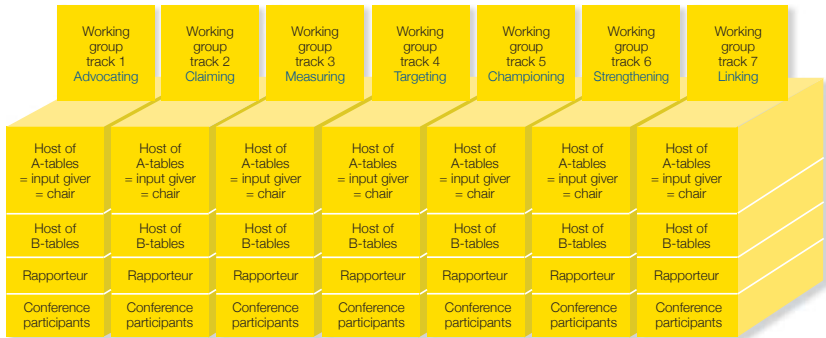 Working
group
track 1
Advocating
Working
group
track 2
Claiming
Working
group
track 3
Measuring
Working
group
track 4
Targeting
Working
group
track 5
Championing
Working
group
track 6
Strengthening
Working
group
track 7
Linking
Host of
A-tables
= input giver
= chair
Host of
A-tables
= input giver
= chair
Host of
A-tables
= input giver
= chair
Host of
A-tables
= input giver
= chair
Host of
A-tables
= input giver
= chair
Host of
A-tables
= input giver
= chair
Host of
A-tables
= input giver
= chair
Host of
B-tables
Host of
B-tables
Host of
B-tables
Host of
B-tables
Host of
B-tables
Host of
B-tables
Host of
B-tables
Rapporteur
Rapporteur
Rapporteur
Rapporteur
Rapporteur
Rapporteur
Rapporteur
Conference
participants
Conference
participants
Conference
participants
Conference
participants
Conference
participants
Conference
participants
Conference
participants